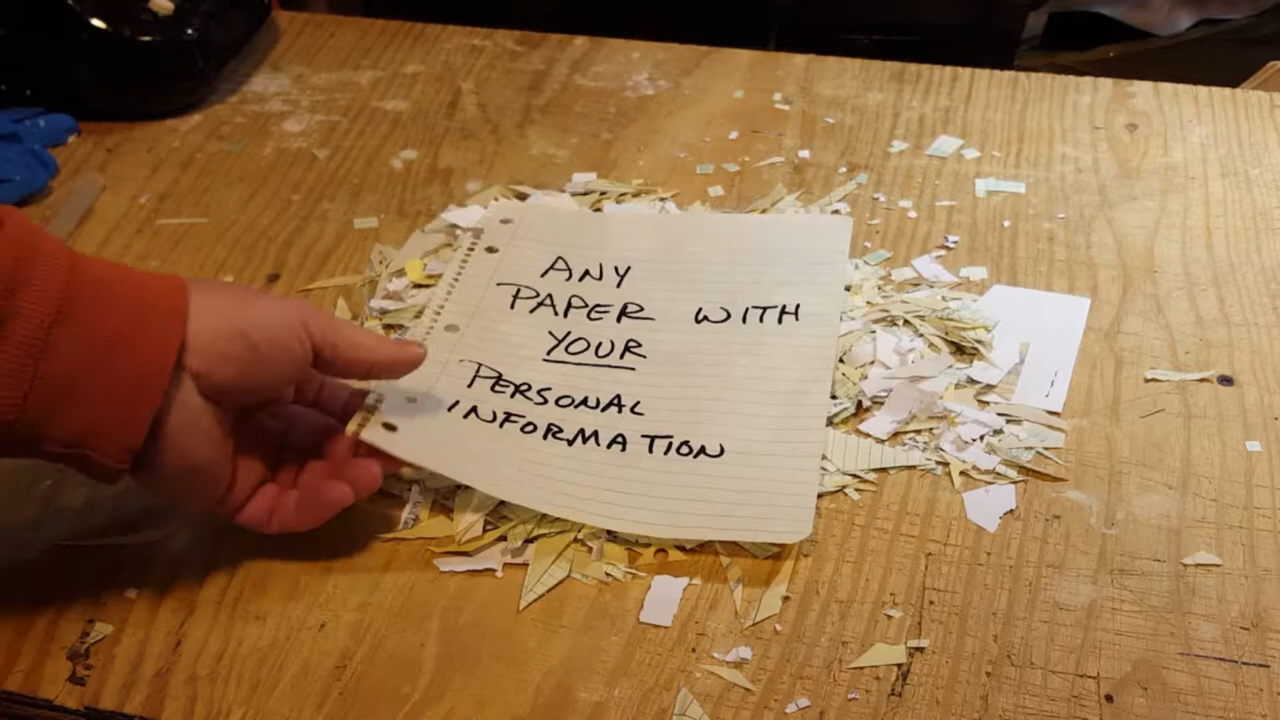 ANY
PAPER WITH
YOUR
PERSONAL
INFORMATION